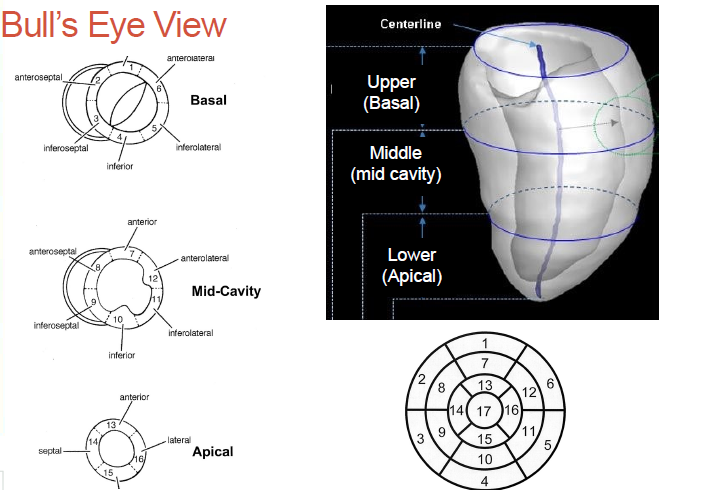 Bull's Eye View
anterolateral
anteroseptal
1
2
6
Basal
3
5
4
inferoseptal
inferolateral
inferior
anterior
anteroseptal
7
anterolateral
8
12
Mid-Cavity
9
11
10
inferoseptal
inferolateral
inferior
anterior
13
14
lateral
septal
Apical
16
15
Centerline
Upper
(Basal)
Middle
(mid cavity)
Lower
(Apical)
1
7
2
8
13
12
6
14
17
16
3
9
15
11
5
10
4